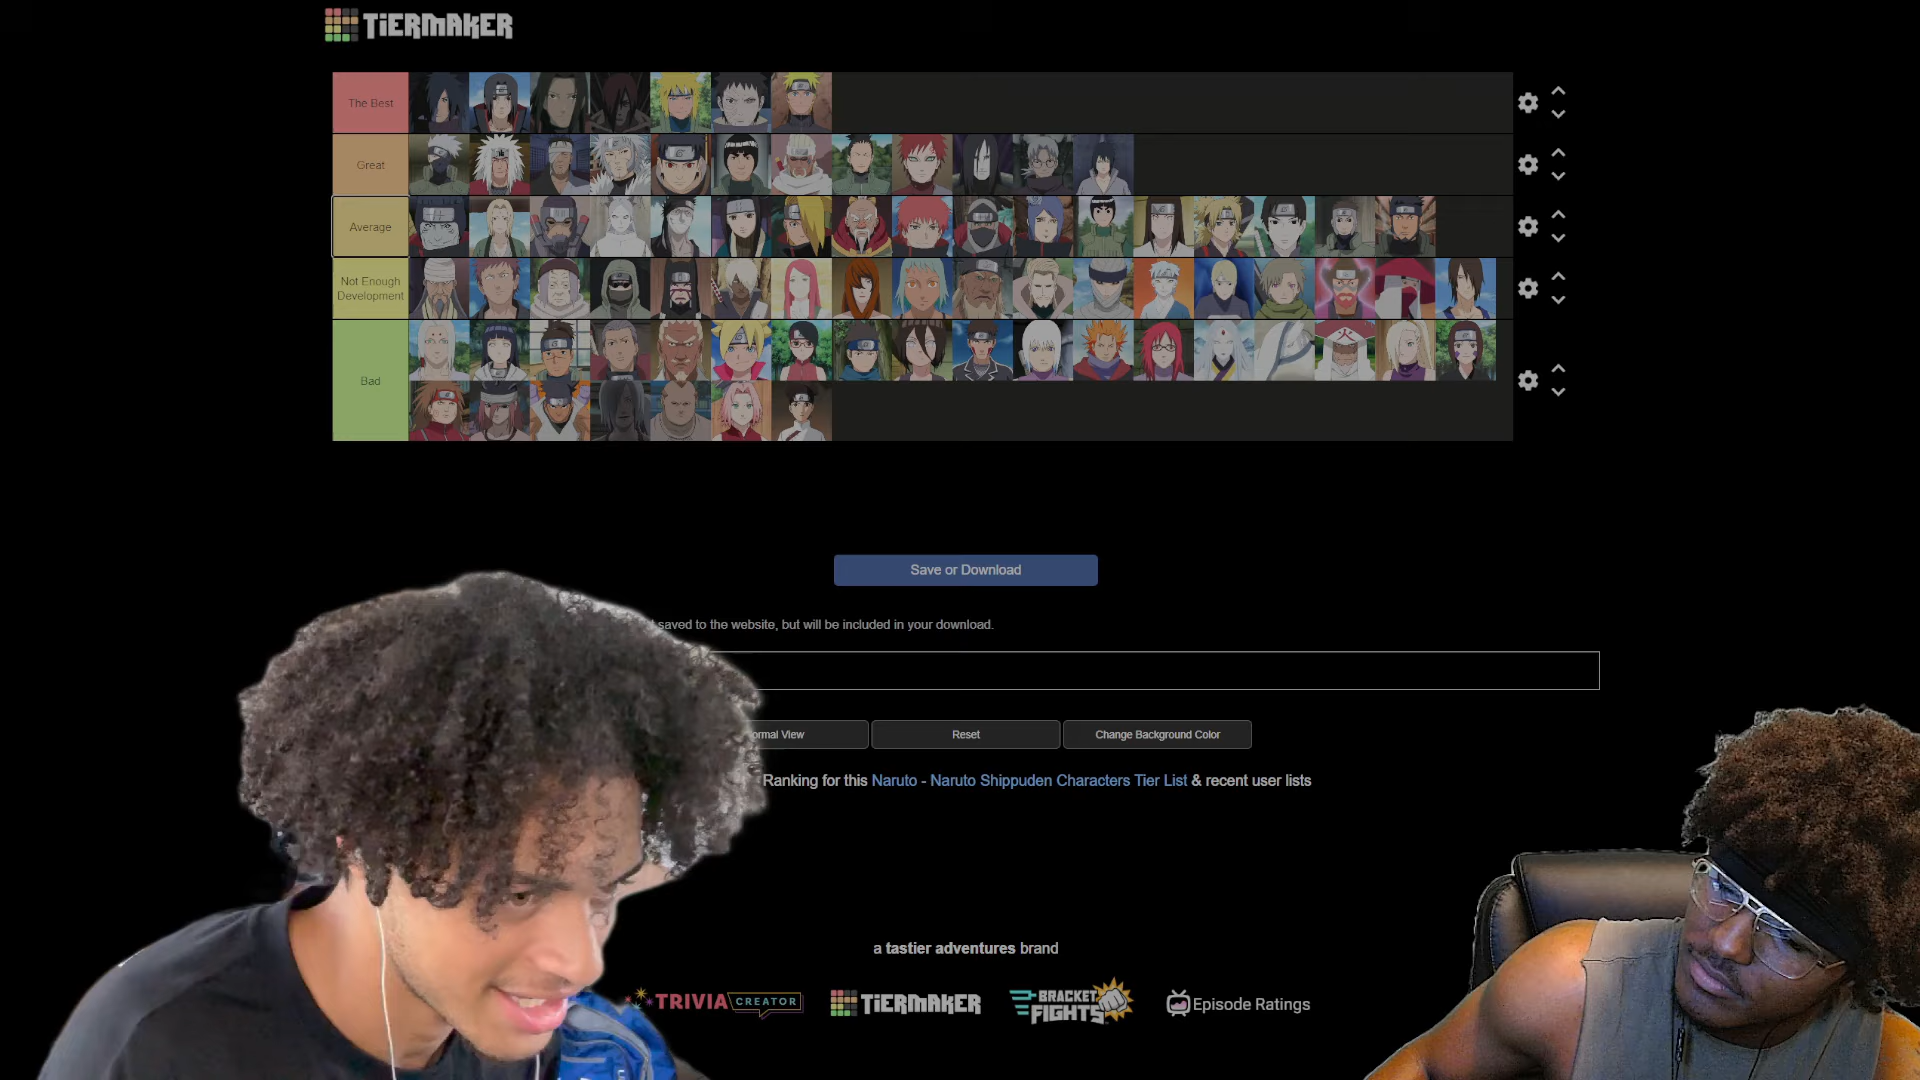 TIERMAKER
The Best
Great
Average
Not Enough
Development
Bad
Save or Download
saved to the website, but will be included in your download.
ormal View
Reset
Change Background Color
Ranking for this Naruto - Naruto Shippuden Characters Tier List & recent user lists
a tastier adventures brand
TRIVIA CREATOR
TIERMAKER
BRACKET
FIGHTS
Episode Ratings